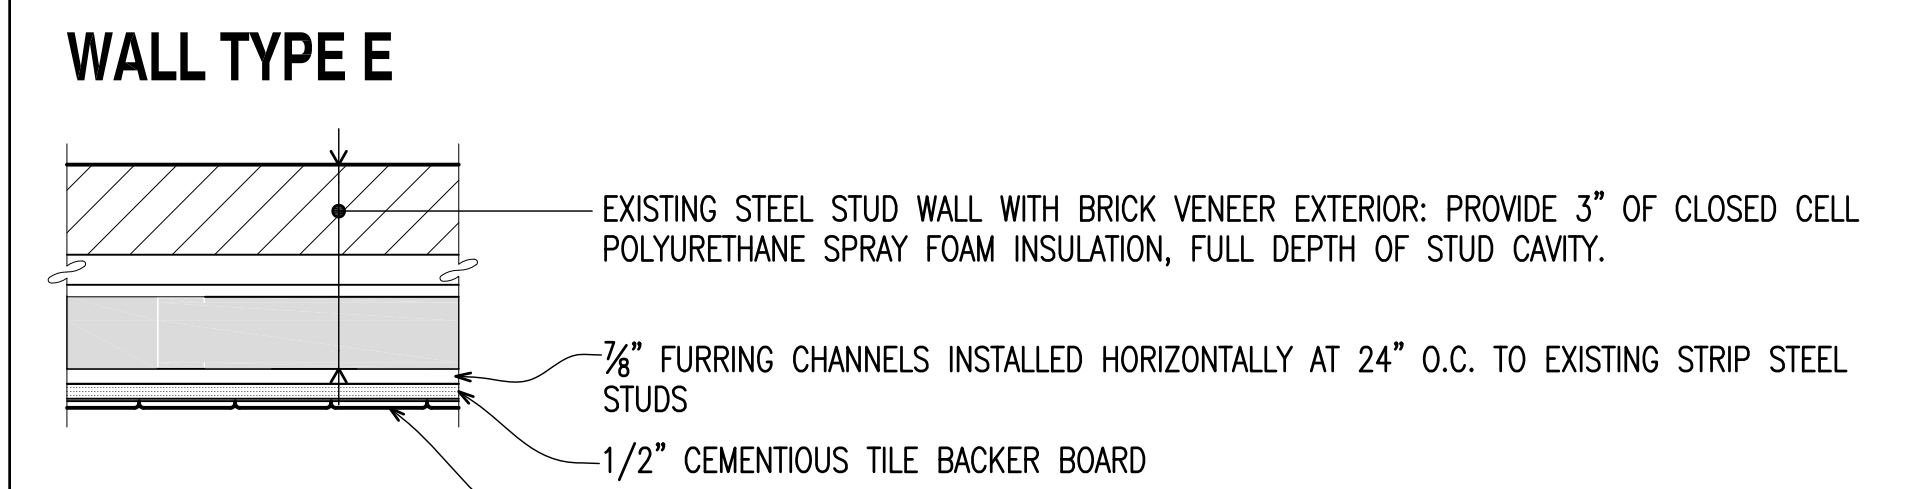 WALL TYPE E
EXISTING STEEL STUD WALL WITH BRICK VENEER EXTERIOR: PROVIDE 3” OF CLOSED CELL
POLYURETHANE SPRAY FOAM INSULATION, FULL DEPTH OF STUD CAVITY.
⅞” FURRING CHANNELS INSTALLED HORIZONTALLY AT 24” O.C. TO EXISTING STRIP STEEL
STUDS
1/2” CEMENTIOUS TILE BACKER BOARD